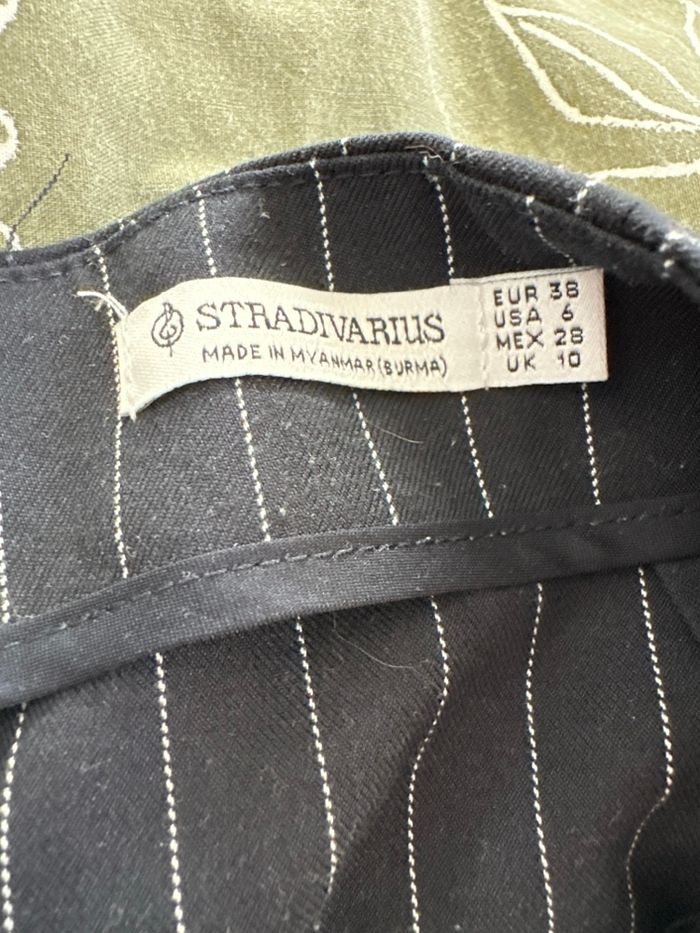 STRADIVARIUS
MADE IN MYANMAR (BURMA)
EUR 38
USA 6
MEX 28
UK 10